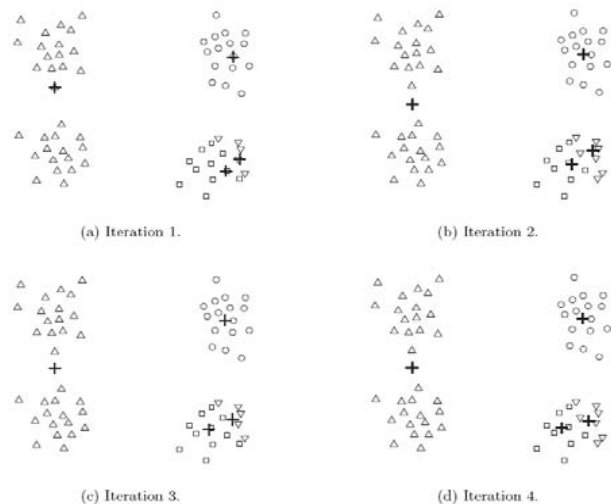 (a) Iteration 1.
(b) Iteration 2.
(c) Iteration 3.
(d) Iteration 4.